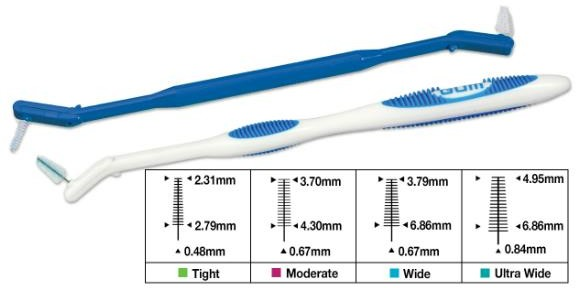 GUM
2.31mm 3.70mm 3.79mm 4.95mm
2.79mm 4.30mm 6.86mm 6.86mm
0.48mm 0.67mm 0.67mm 0.84mm
Tight Moderate Wide Ultra Wide